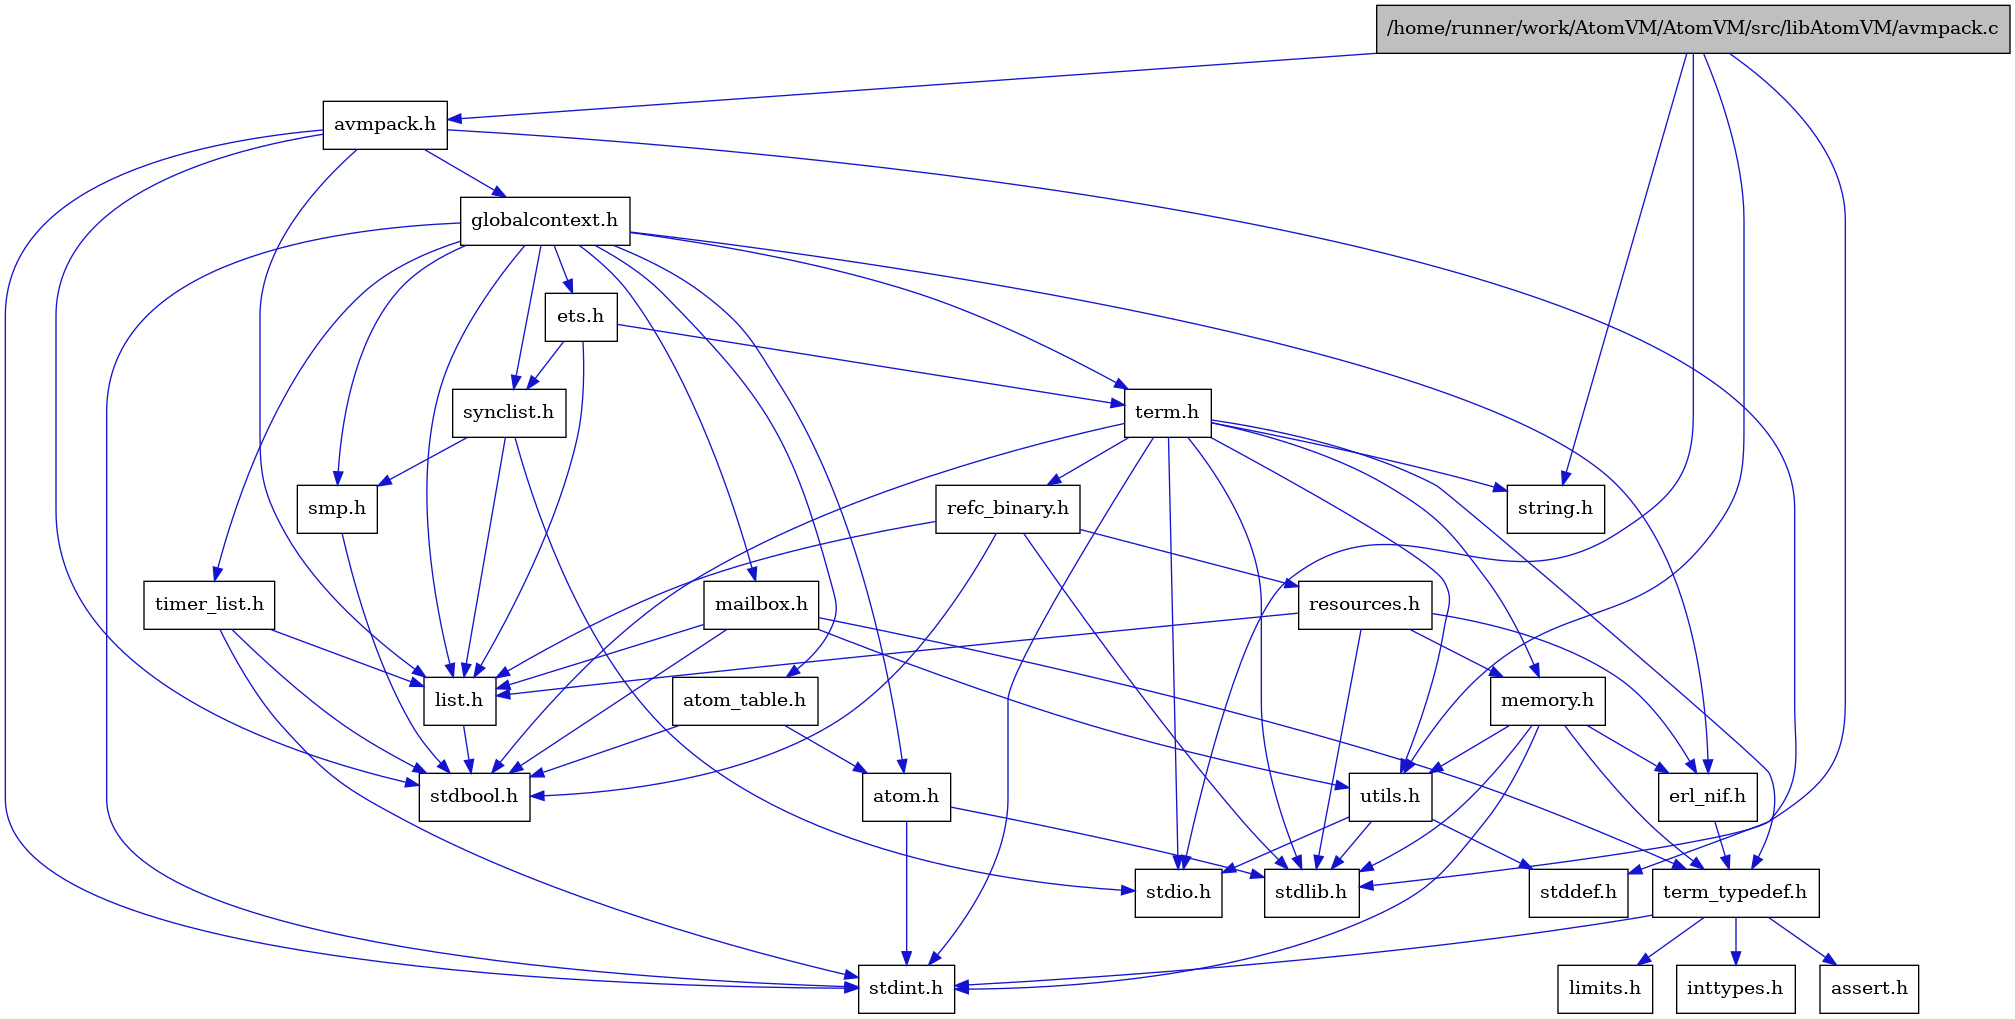 /home/runner/work/AtomVM/AtomVM/src/libAtomVM/avmpack.c
avmpack.h
globalcontext.h
ets.h
synclist.h
term.h
smp.h
refc_binary.h
string.h
timer_list.h
mailbox.h
resources.h
list.h
atom_table.h
memory.h
stdbool.h
atom.h
utils.h
erl_nif.h
stdio.h
stdlib.h
stddef.h
term_typedef.h
stdint.h
limits.h
inttypes.h
assert.h